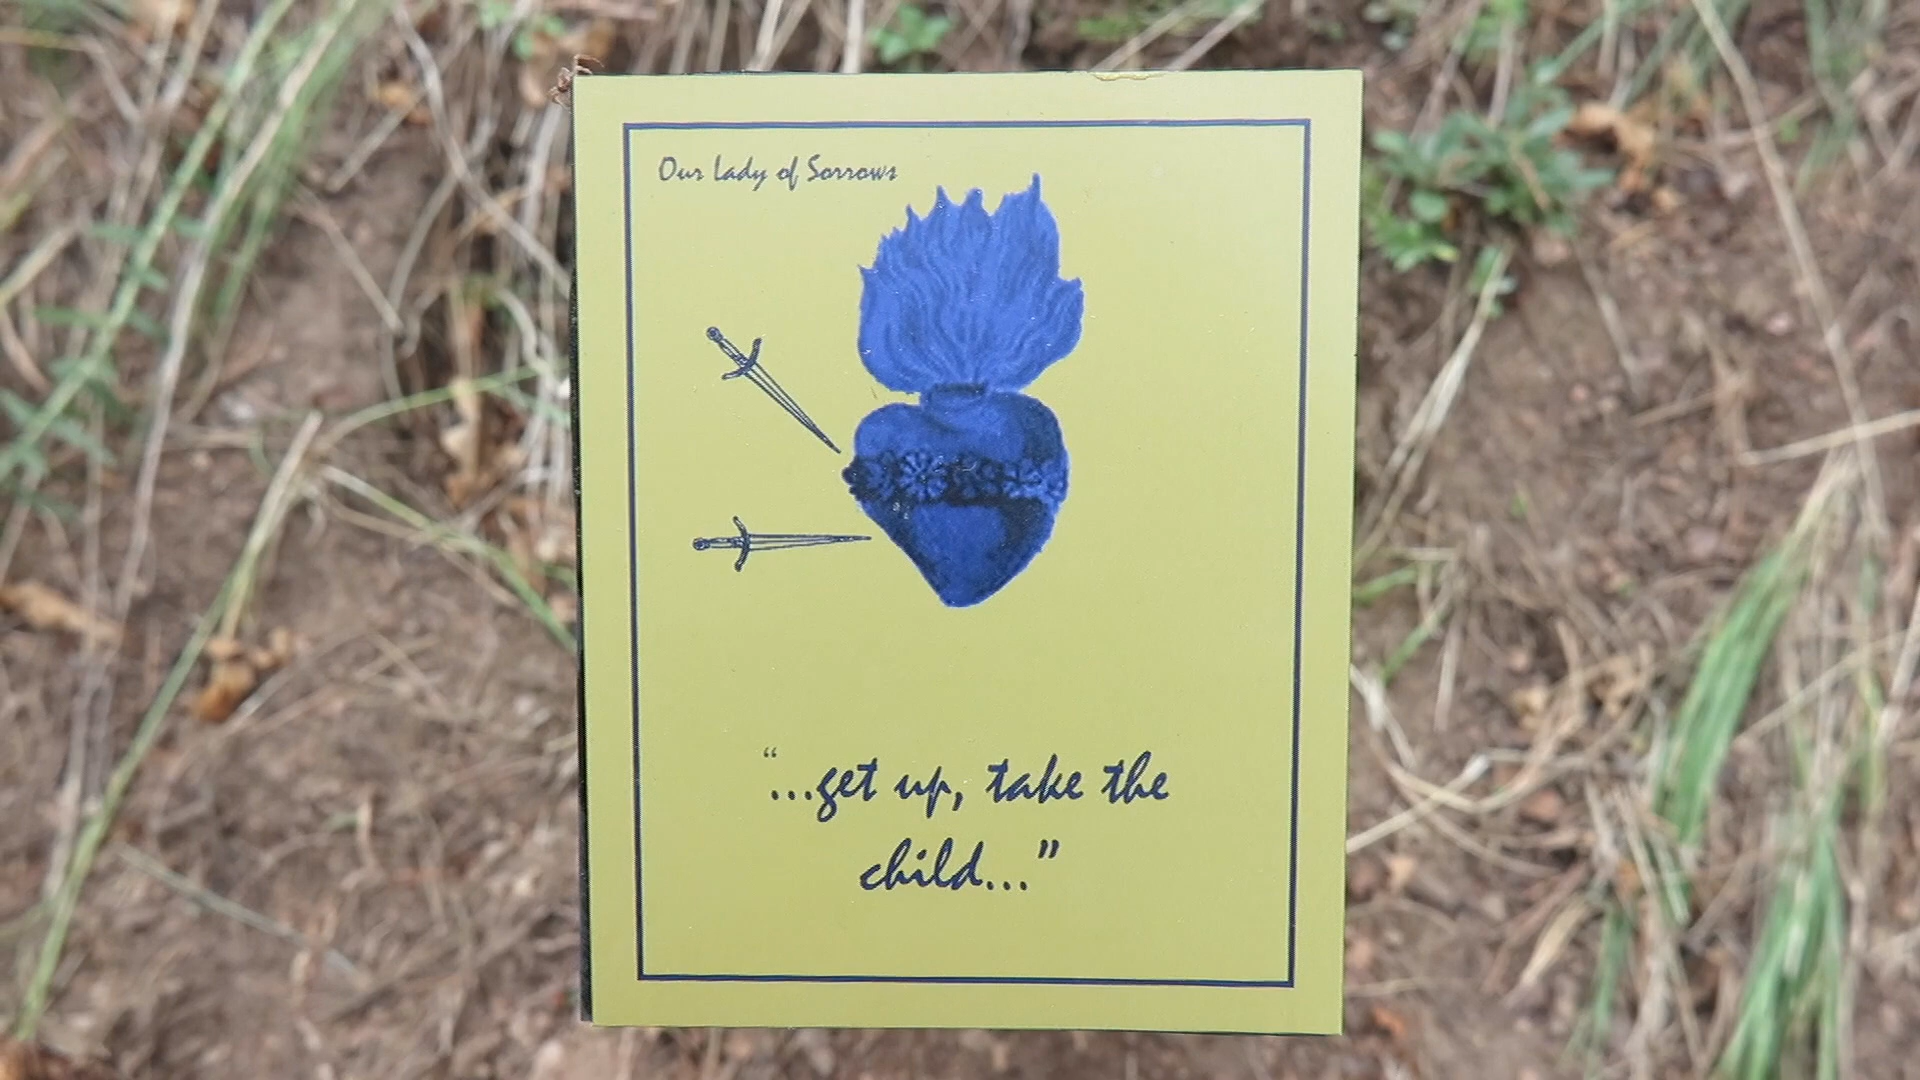 Our Lady of Sorrows
“...get up, take the
child...”